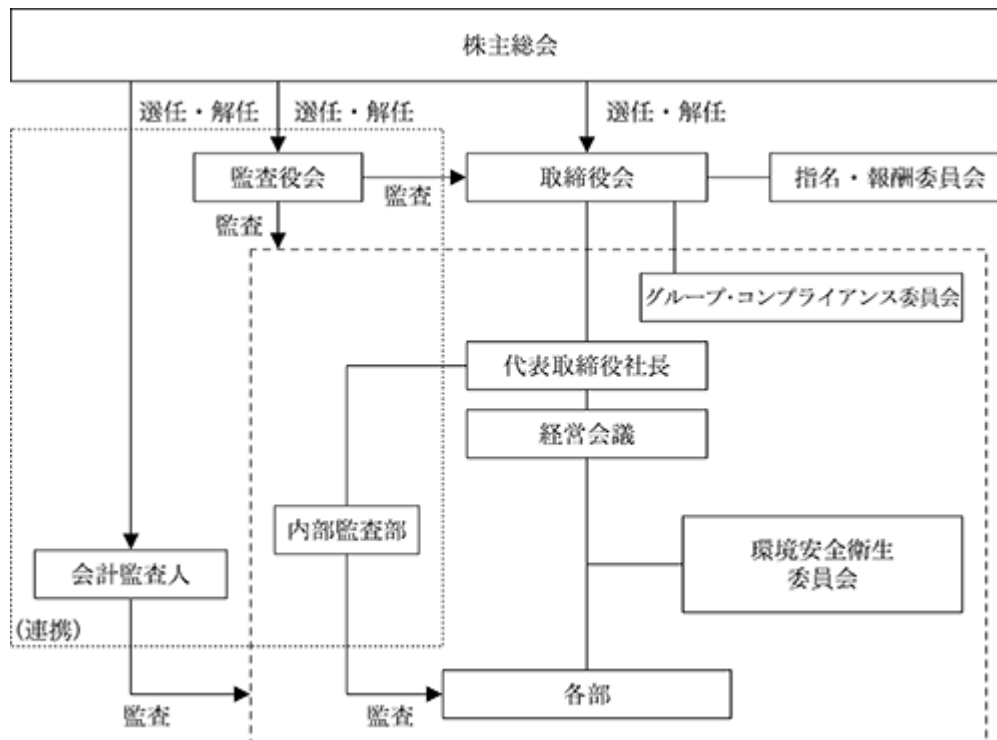 株主総会
選任・解任
選任・解任
選任・解任
監査役会
監査
取締役会
指名・報酬委員会
監査
グループ・コンプライアンス委員会
代表取締役社長
経営会議
内部監査部
環境安全衛生
委員会
会計監査人
(連携)
各部
監査
監査